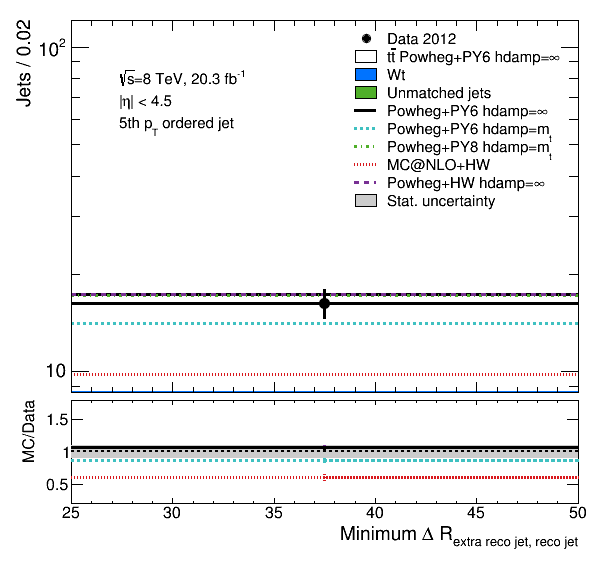 Jets / 0.02
10²
10
√s=8 TeV, 20.3 fb⁻¹
|η| < 4.5
5th p_T ordered jet
Data 2012
tt̄ Powheg+PY6 hdamp=∞
Wt
Unmatched jets
Powheg+PY6 hdamp=∞
Powheg+PY6 hdamp=m_t
Powheg+PY8 hdamp=m_t
MC@NLO+HW
Powheg+HW hdamp=∞
Stat. uncertainty
MC/Data
1.5
1
0.5
25 30 35 40 45 50
Minimum Δ R_extra reco jet, reco jet